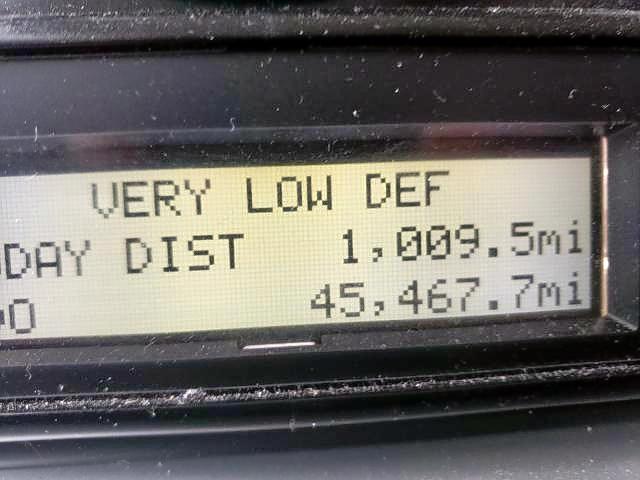 VERY LOW DEF
DAY DIST 1,009.5mi
45,467.7mi